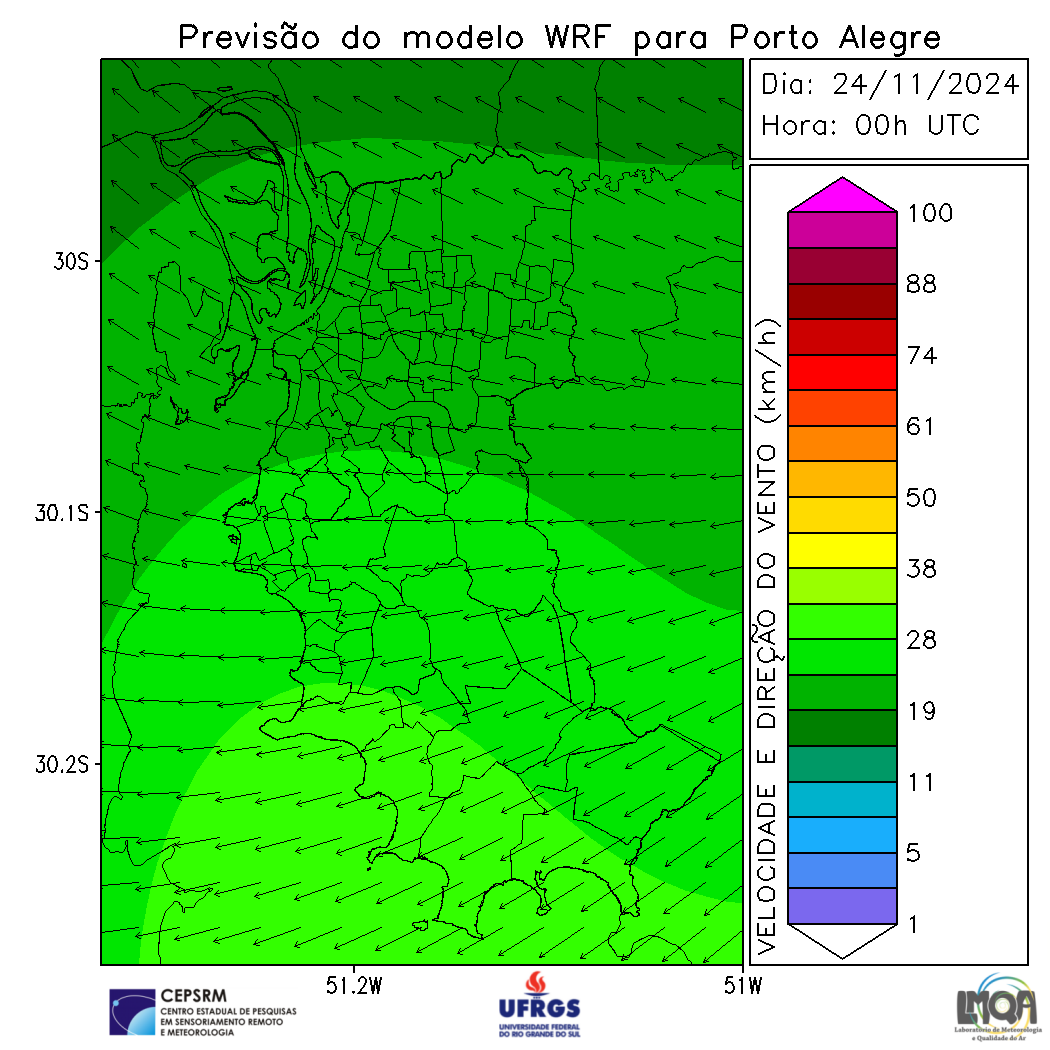 Previsão do modelo WRF para Porto Alegre
Dia: 24/11/2024
Hora: 00h UTC
30S
30.1S
30.2S
51.2W
51W
VELOCIDADE E DIREÇÃO DO VENTO (km/h)
100
88
74
61
50
38
28
19
11
5
1
CEPSRM
CENTRO ESTADUAL DE PESQUISAS
EM SENSORIAMENTO REMOTO
E METEOROLOGIA
UFRGS
UNIVERSIDADE FEDERAL
DO RIO GRANDE DO SUL
LMQA
Laboratório de Meteorologia
e Qualidade do Ar